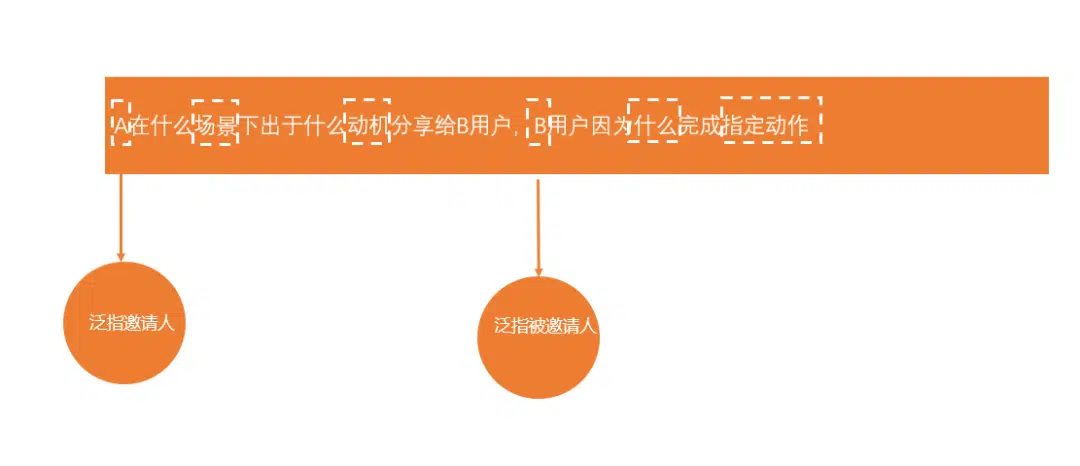 A在什么场景下出于什么动机分享给B用户，B用户因为什么完成指定动作
泛指邀请人
泛指被邀请人